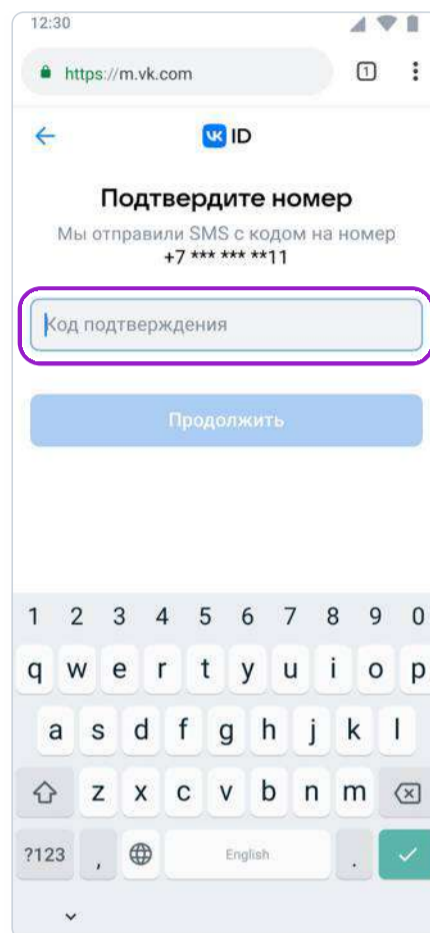 12:30
https://m.vk.com
1
VK ID
Подтвердите номер
Мы отправили SMS с кодом на номер
+7 *** *** **11
Код подтверждения
Продолжить
1 2 3 4 5 6 7 8 9 0
q w e r t y u i o p
a s d f g h j k l
z x c v b n m
?123 , English .